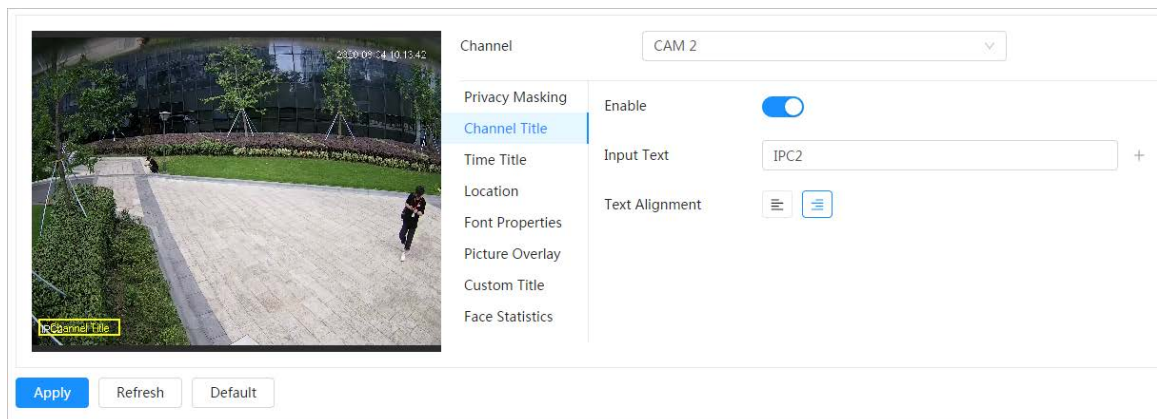 2020-09-24 10:13:42
Channel
CAM 2
Privacy Masking
Channel Title
Time Title
Location
Font Properties
Picture Overlay
Custom Title
Face Statistics
Enable
Input Text
IPC2
+
Text Alignment
Channel Title
Apply
Refresh
Default